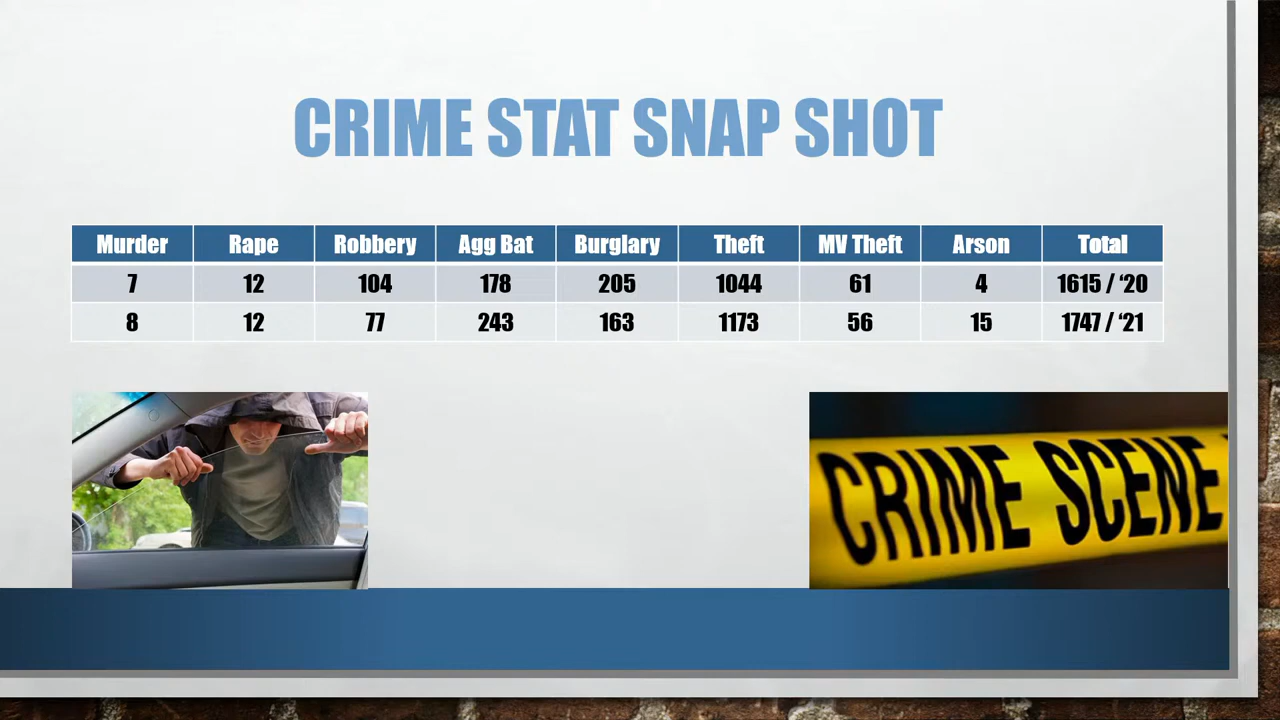 CRIME STAT SNAP SHOT
Murder Rape Robbery Agg Bat Burglary Theft MV Theft Arson Total
7 12 104 178 205 1044 61 4 1615 / ‘20
8 12 77 243 163 1173 56 15 1747 / ‘21
CRIME SCENE